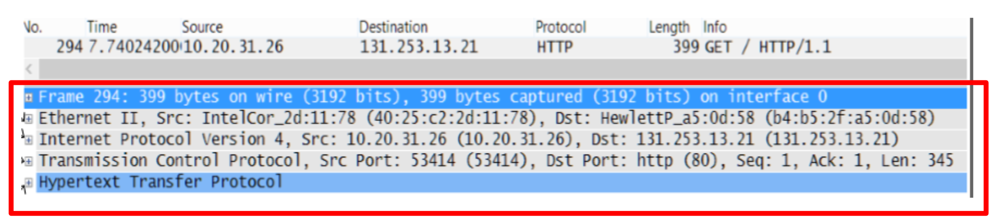 No. Time Source Destination Protocol Length Info
294 7.74024200 10.20.31.26 131.253.13.21 HTTP 399 GET / HTTP/1.1
Frame 294: 399 bytes on wire (3192 bits), 399 bytes captured (3192 bits) on interface 0
Ethernet II, Src: IntelCor_2d:11:78 (40:25:c2:2d:11:78), Dst: HewlettP_a5:0d:58 (b4:b5:2f:a5:0d:58)
Internet Protocol Version 4, Src: 10.20.31.26 (10.20.31.26), Dst: 131.253.13.21 (131.253.13.21)
Transmission Control Protocol, Src Port: 53414 (53414), Dst Port: http (80), Seq: 1, Ack: 1, Len: 345
Hypertext Transfer Protocol